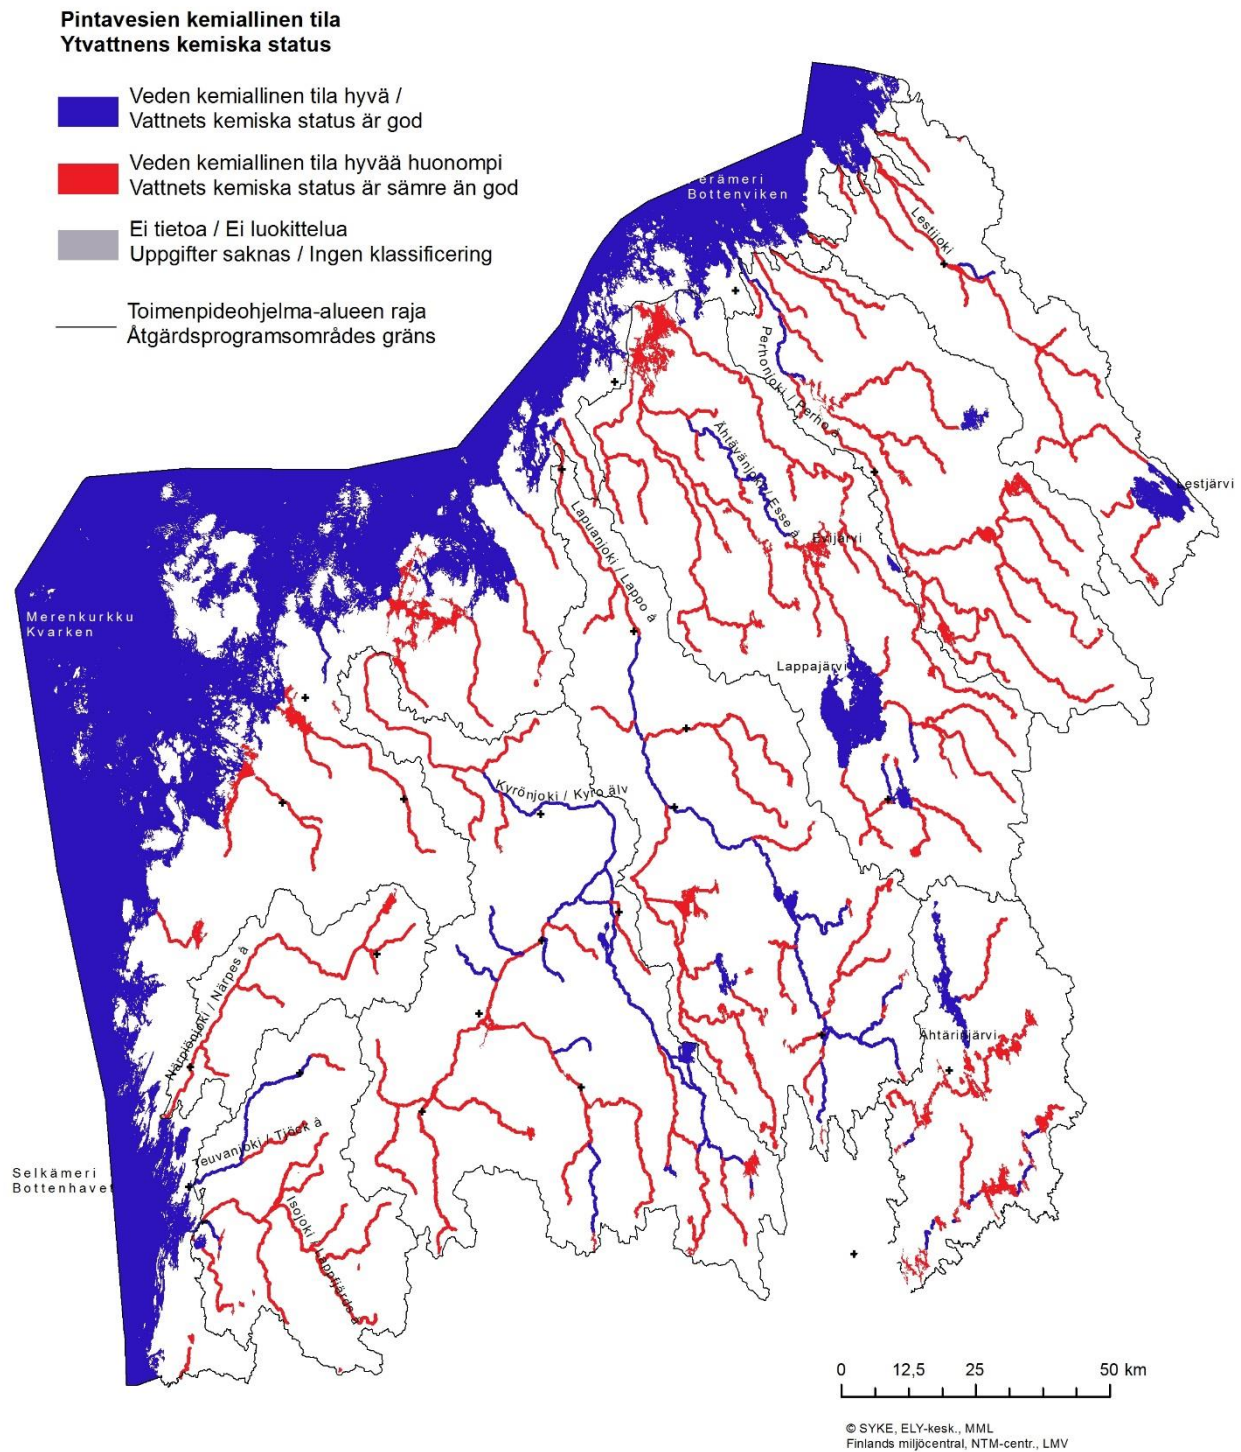 Pintavesien kemiallinen tila
Ytvattnens kemiska status
Veden kemiallinen tila hyvä /
Vattnets kemiska status är god
Veden kemiallinen tila hyvää huonompi
Vattnets kemiska status är sämre än god
Ei tietoa / Ei luokittelua
Uppgifter saknas / Ingen klassificering
Toimenpideohjelma-alueen raja
Åtgärdsprogramsområdes gräns
erämeri
Bottenviken
Lestijoki
Perhonjoki / Perho å
Ähtävänjoki / Esse å
Lestjärvi
Lapuanjoki / Lappo å
Evijärvi
Merenkurkku
Kvarken
Lappajärvi
Kyrönjoki / Kyro älv
Närpiönjoki / Närpes å
Ähtärinjärvi
Teuvanjoki / Tjöck å
Selkämeri
Bottenhavet
Isojoki / Lappfjärds å
0 12,5 25 50 km
© SYKE, ELY-kesk., MML
Finlands miljöcentral, NTM-centr., LMV